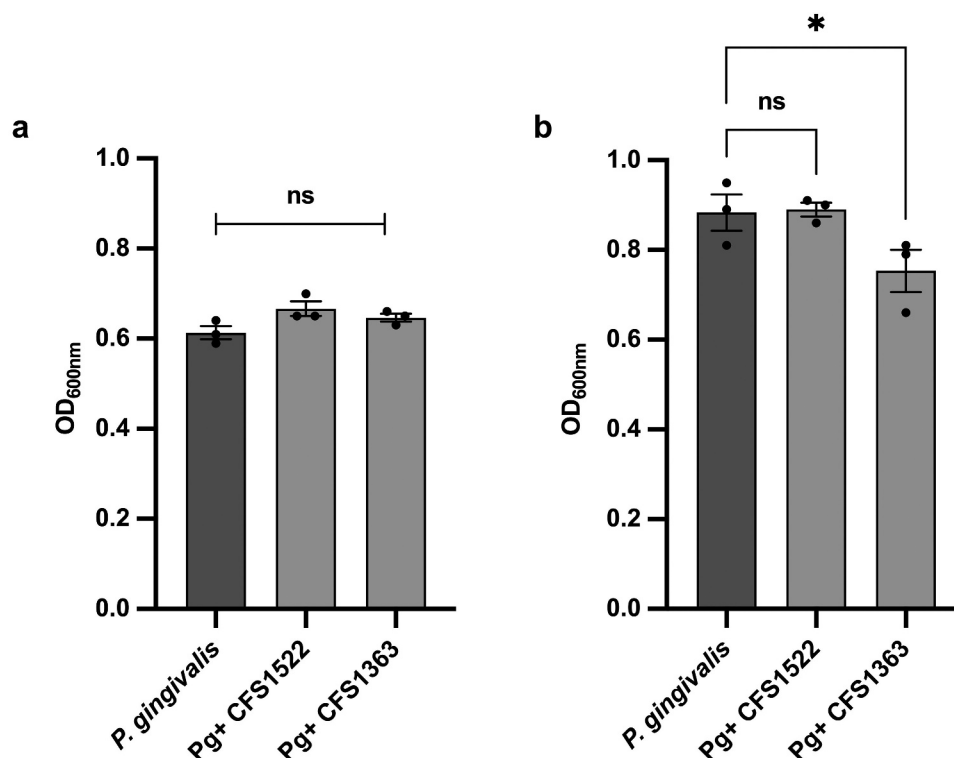 a
ns
1.0
0.8
0.6
0.4
0.2
0.0
OD600nm
P. gingivalis
Pg+ CFS1522
Pg+ CFS1363
b
*
ns
1.0
0.8
0.6
0.4
0.2
0.0
OD600nm
P. gingivalis
Pg+ CFS1522
Pg+ CFS1363